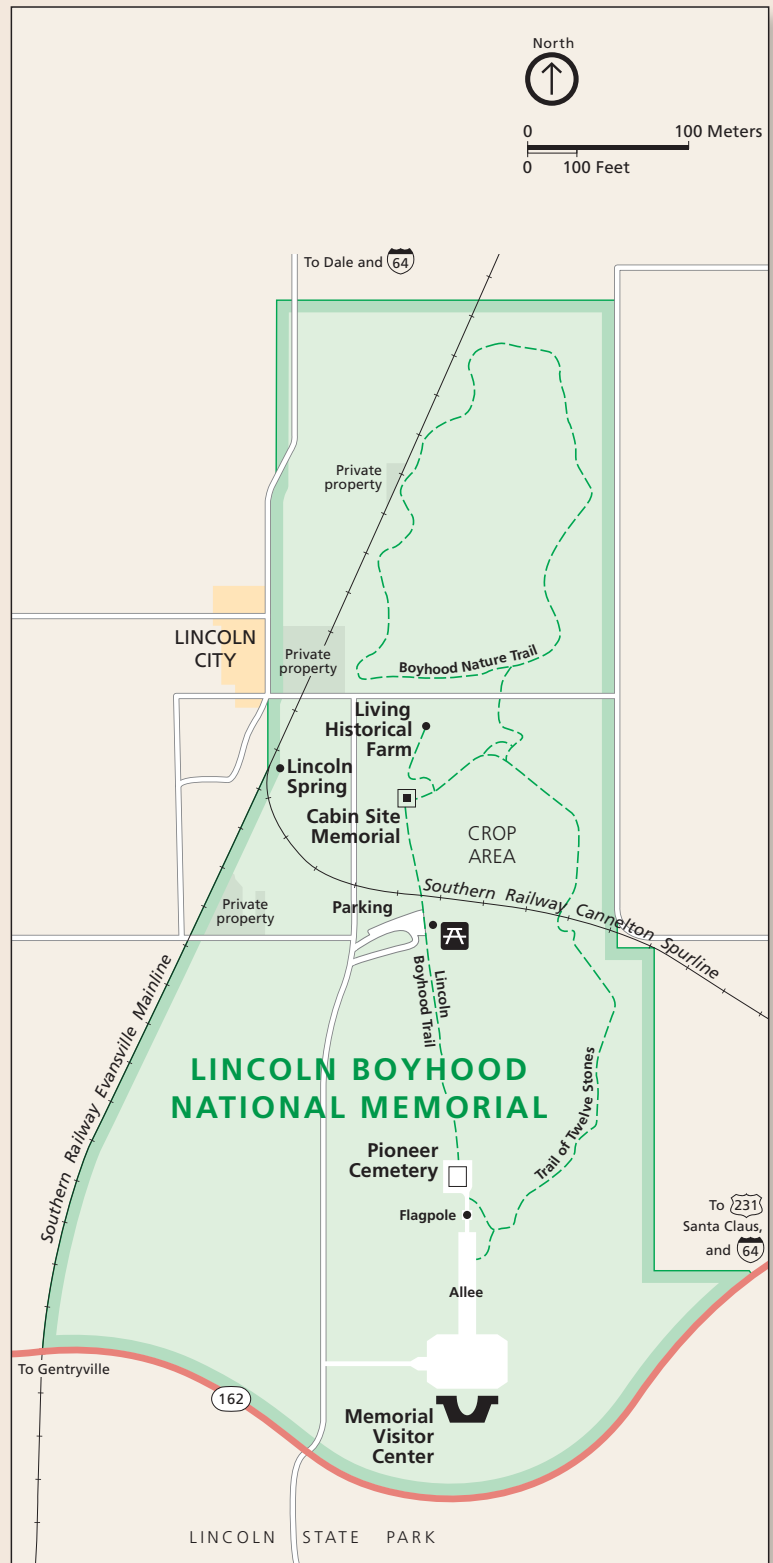 North
0 100 Meters
0 100 Feet
To Dale and 64
Private
property
LINCOLN
CITY
Private
property
Boyhood Nature Trail
Living
Historical
Farm
Lincoln
Spring
Cabin Site
Memorial
CROP
AREA
Southern Railway Cannelton Spurline
Private
property
Parking
Lincoln
Boyhood Trail
Southern Railway Evansville Mainline
LINCOLN BOYHOOD
NATIONAL MEMORIAL
Trail of Twelve Stones
Pioneer
Cemetery
Flagpole
To 231
Santa Claus,
and 64
Allee
To Gentryville
162
Memorial
Visitor
Center
LINCOLN STATE PARK